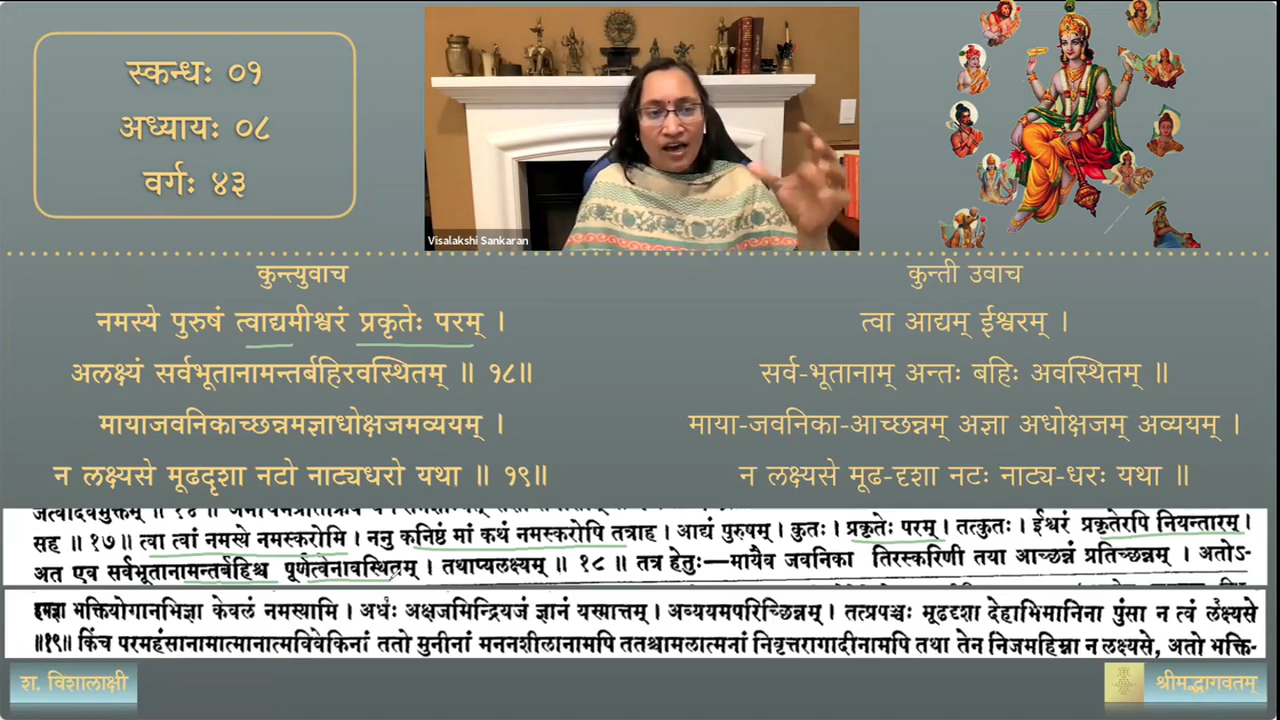 स्कन्धः ०१
अध्यायः ०८
वर्गः ४३
Visalakshi Sankaran
कुन्त्युवाच
नमस्ये पुरुषं त्वाद्यमीश्वरं प्रकृतेः परम् ।
अलक्ष्यं सर्वभूतानामन्तर्बहिरवस्थितम् ॥ १८॥
मायाजवनिकाच्छन्नमज्ञाधोक्षजमव्ययम् ।
न लक्ष्यसे मूढदृशा नटो नाट्यधरो यथा ॥ १९॥
कुन्ती उवाच
त्वा आद्यम् ईश्वरम् ।
सर्व-भूतानाम् अन्तः बहिः अवस्थितम् ॥
माया-जवनिका-आच्छन्नम् अज्ञा अधोक्षजम् अव्ययम् ।
न लक्ष्यसे मूढ-दृशा नटः नाट्य-धरः यथा ॥
सह ॥ १७॥ त्वा त्वां नमस्ये नमस्करोमि । ननु कनिष्ठं मां कथं नमस्करोषि तत्राह । आद्यं पुरुषम् । कुतः । प्रकृतेः परम् । तत्कुतः । ईश्वरं प्रकृतेरपि नियन्तारम् ।
अत एव सर्वभूतानामन्तर्बहिश्च पूर्णत्वेनावस्थितम् । तथाप्यलक्ष्यम् ॥ १८ ॥ तत्र हेतुः—मायैव जवनिका तिरस्करिणी तया आच्छन्नं प्रतिच्छन्नम् । अतोऽ-
हमज्ञा भक्तियोगानभिज्ञा केवलं नमस्यामि । अधः अक्षजमिन्द्रियजं ज्ञानं यस्मात्तम् । अव्ययमपरिच्छिन्नम् । तत्प्रपञ्चः मूढदृशा देहाभिमानिना पुंसा न त्वं लक्ष्यसे
॥१९॥ किंच परमहंसानामात्मानात्मविवेकिनां ततो मुनीनां मननशीलानामपि ततश्चामलात्मनां निवृत्तरागादीनामपि तथा तेन निजमहिम्ना न लक्ष्यसे, अतो भक्ति-
श. विशालाक्षी
श्रीमद्भागवतम्